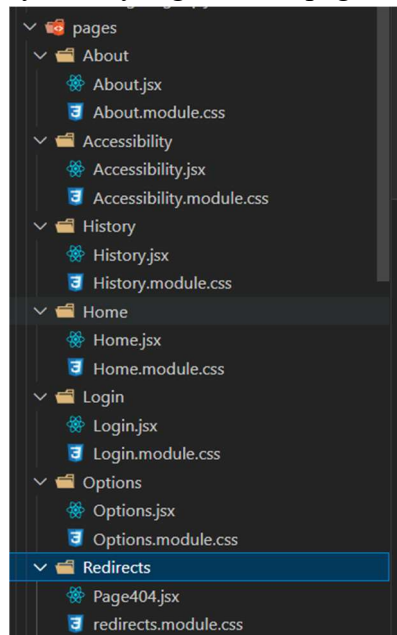 pages
About
About.jsx
About.module.css
Accessibility
Accessibility.jsx
Accessibility.module.css
History
History.jsx
History.module.css
Home
Home.jsx
Home.module.css
Login
Login.jsx
Login.module.css
Options
Options.jsx
Options.module.css
Redirects
Page404.jsx
redirects.module.css